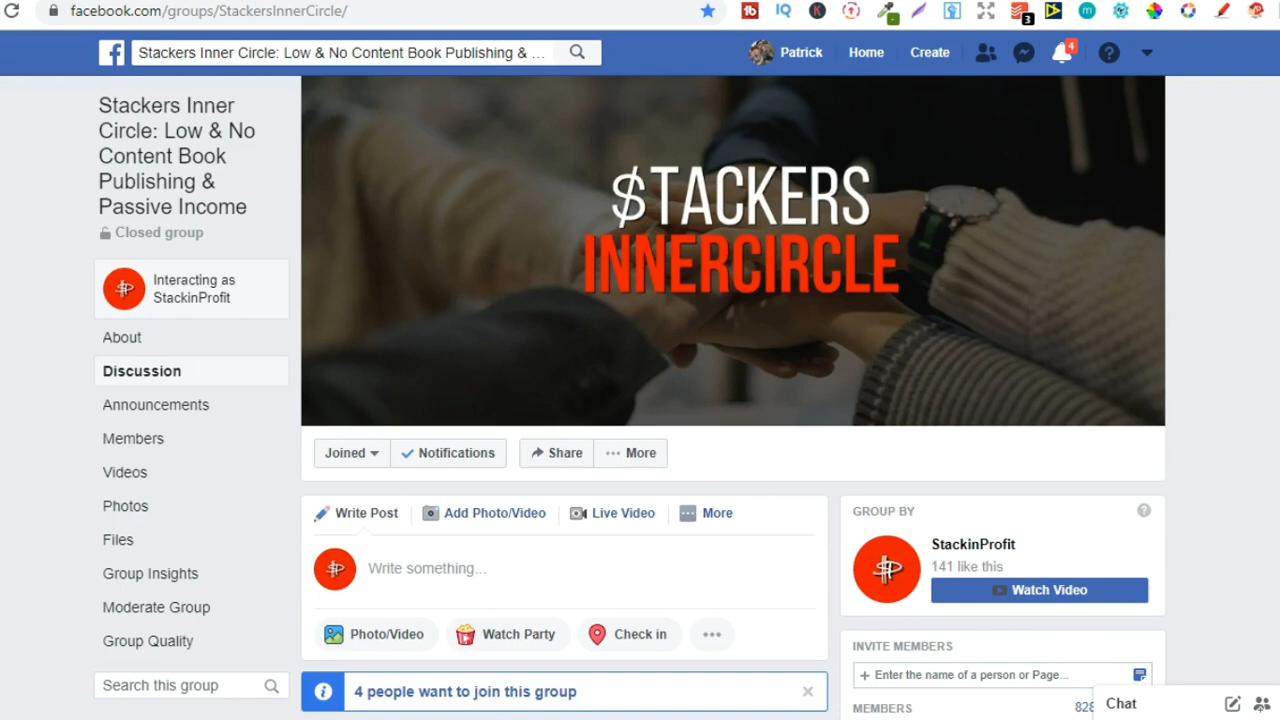 facebook.com/groups/StackersInnerCircle/
Stackers Inner Circle: Low & No Content Book Publishing & ...
Patrick
Home
Create
4
3
Stackers Inner
Circle: Low & No
Content Book
Publishing &
Passive Income
Closed group
Interacting as
StackinProfit
About
Discussion
Announcements
Members
Videos
Photos
Files
Group Insights
Moderate Group
Group Quality
Search this group
$TACKERS
INNERCIRCLE
Joined
Notifications
Share
More
Write Post
Add Photo/Video
Live Video
More
Write something...
Photo/Video
Watch Party
Check in
4 people want to join this group
GROUP BY
StackinProfit
141 like this
Watch Video
INVITE MEMBERS
+ Enter the name of a person or Page...
MEMBERS
828
Chat